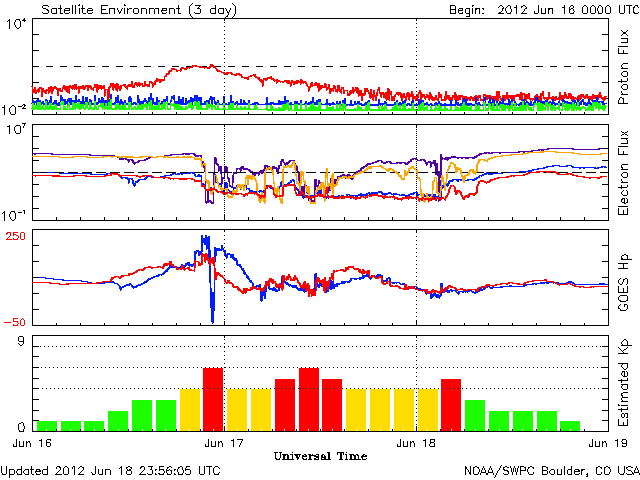 Satellite Environment (3 day)
Begin: 2012 Jun 16 0000 UTC
10^4
10^-2
Proton Flux
10^7
10^-1
Electron Flux
250
-50
GOES Hp
9
0
Estimated Kp
Jun 16
Jun 17
Jun 18
Jun 19
Universal Time
Updated 2012 Jun 18 23:56:05 UTC
NOAA/SWPC Boulder, CO USA